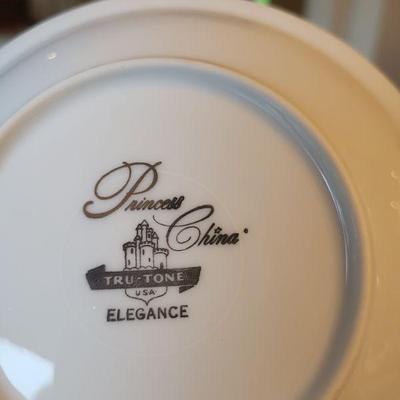 Princess
China
TRU-TONE
USA
ELEGANCE